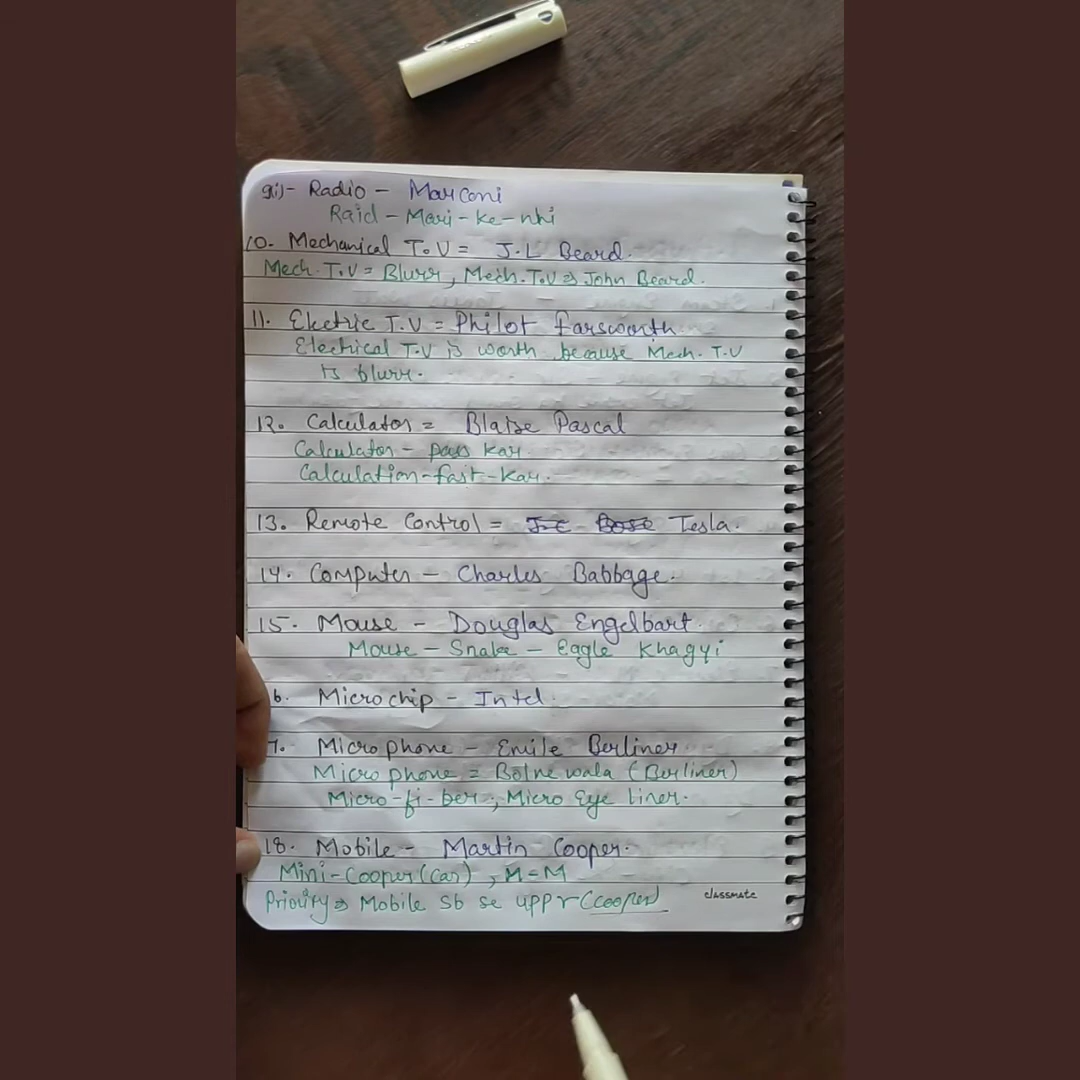 9i)- Radio - Marconi
Raid - Mari - Ke - nhi
10. Mechanical T.V = J.L Beard.
Mech. T.V = Blurr, Mech. T.V ⇒ John Beard.
11. Electric T.V = Philot farsworth
Electrical T.V is worth because Mech. T.V
is blurr.
12. Calculator = Blaise Pascal
Calculator - pass kar.
Calculation-fast-Kar.
13. Remote Control = Tesla.
14. Computer - Charles Babbage.
15. Mouse - Douglas Engelbart.
Mouse - Snake - Eagle Khagyi
6. Microchip - Intel.
7. Microphone - Emile Berliner
Microphone = Bolne wala (Berliner)
Micro-fi-ber, Micro Eye liner.
18. Mobile - Martin Cooper.
Mini-Cooper (Car), M=M
Priority ⇒ Mobile Sb se uppr (cooper)
classmate